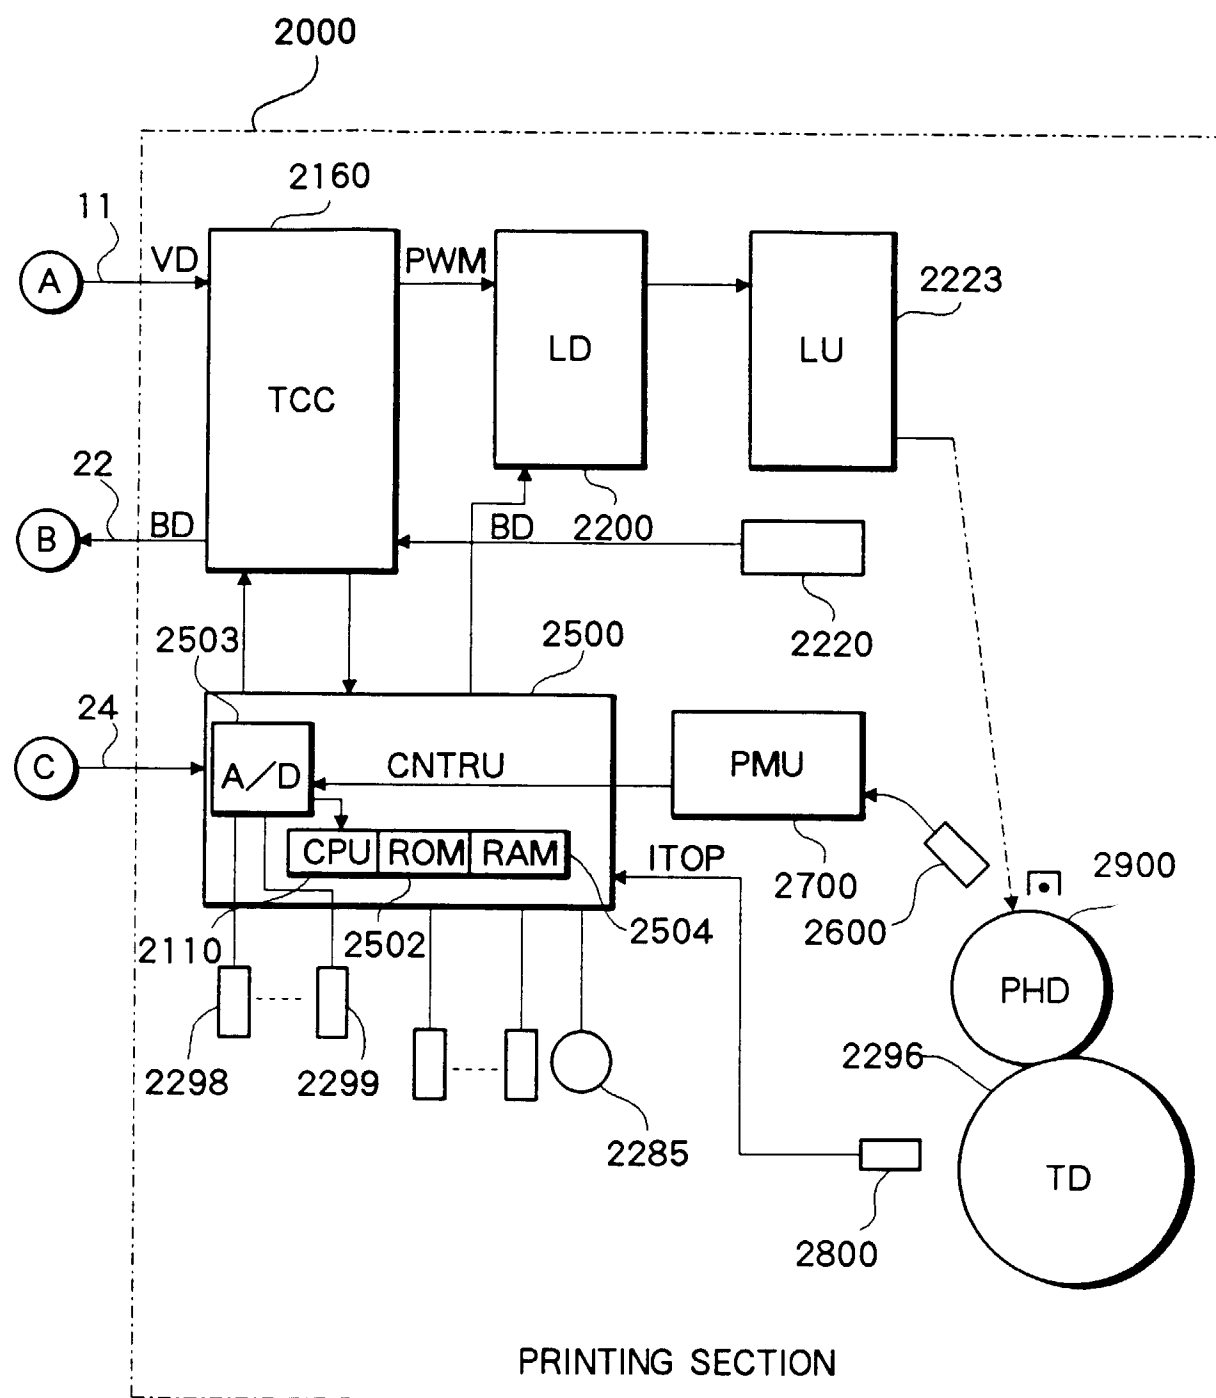 2000
2160
11
A
VD
PWM
2223
LD
LU
TCC
22
B
BD
BD
2200
2220
2503
2500
24
C
A/D
CNTRU
PMU
CPU ROM RAM
ITOP
2700
2600
2900
2110
2502
2504
PHD
2298
2299
2296
2285
TD
2800
PRINTING SECTION